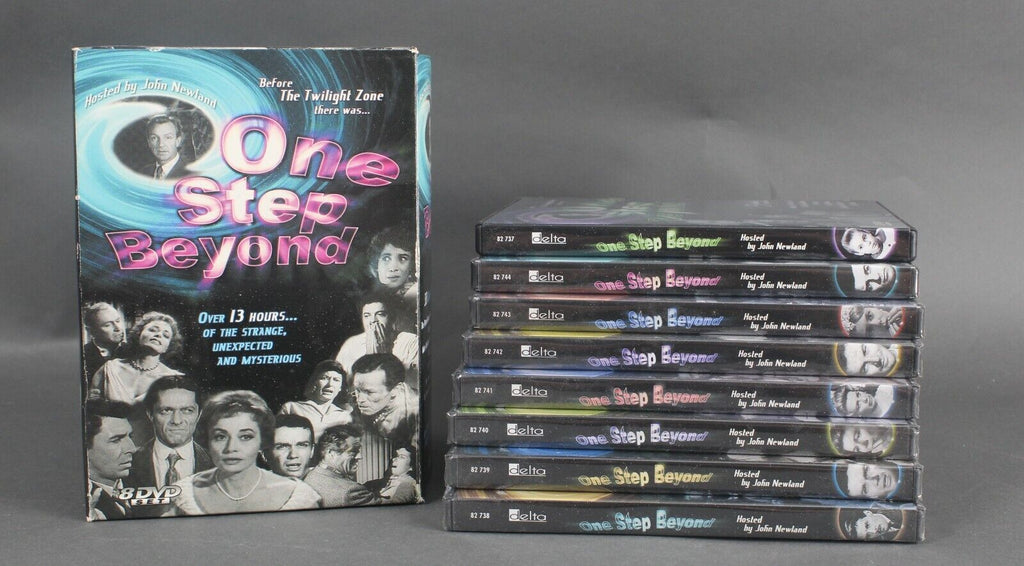 Hosted by John Newland
Before
The Twilight Zone
there was...
One
Step
Beyond
OVER 13 HOURS...
OF THE STRANGE,
UNEXPECTED
AND MYSTERIOUS
8 DVD
82 737 delta One Step Beyond Hosted
by John Newland
82 744 delta One Step Beyond Hosted
by John Newland
82 743 delta One Step Beyond Hosted
by John Newland
82 742 delta One Step Beyond Hosted
by John Newland
82 741 delta One Step Beyond Hosted
by John Newland
82 740 delta One Step Beyond Hosted
by John Newland
82 739 delta One Step Beyond Hosted
by John Newland
82 738 delta One Step Beyond Hosted
by John Newland